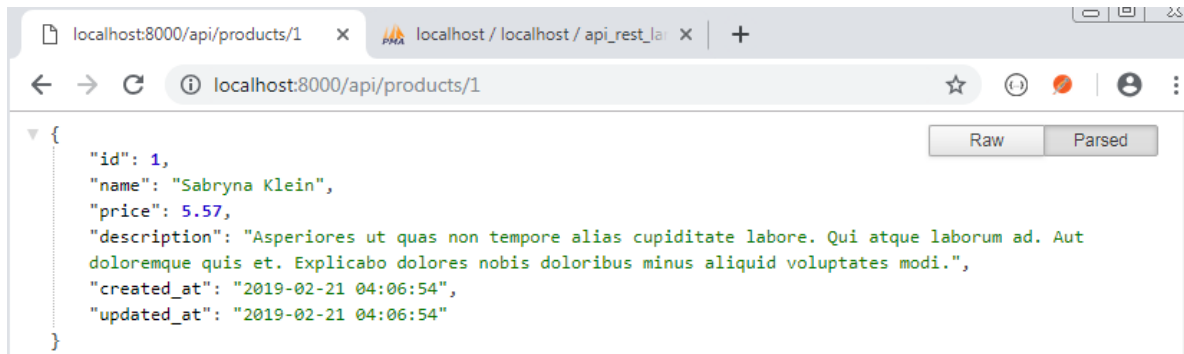 localhost:8000/api/products/1
PMA localhost / localhost / api_rest_la
localhost:8000/api/products/1
Raw Parsed
{
"id": 1,
"name": "Sabryna Klein",
"price": 5.57,
"description": "Asperiores ut quas non tempore alias cupiditate labore. Qui atque laborum ad. Aut
doloremque quis et. Explicabo dolores nobis doloribus minus aliquid voluptates modi.",
"created_at": "2019-02-21 04:06:54",
"updated_at": "2019-02-21 04:06:54"
}